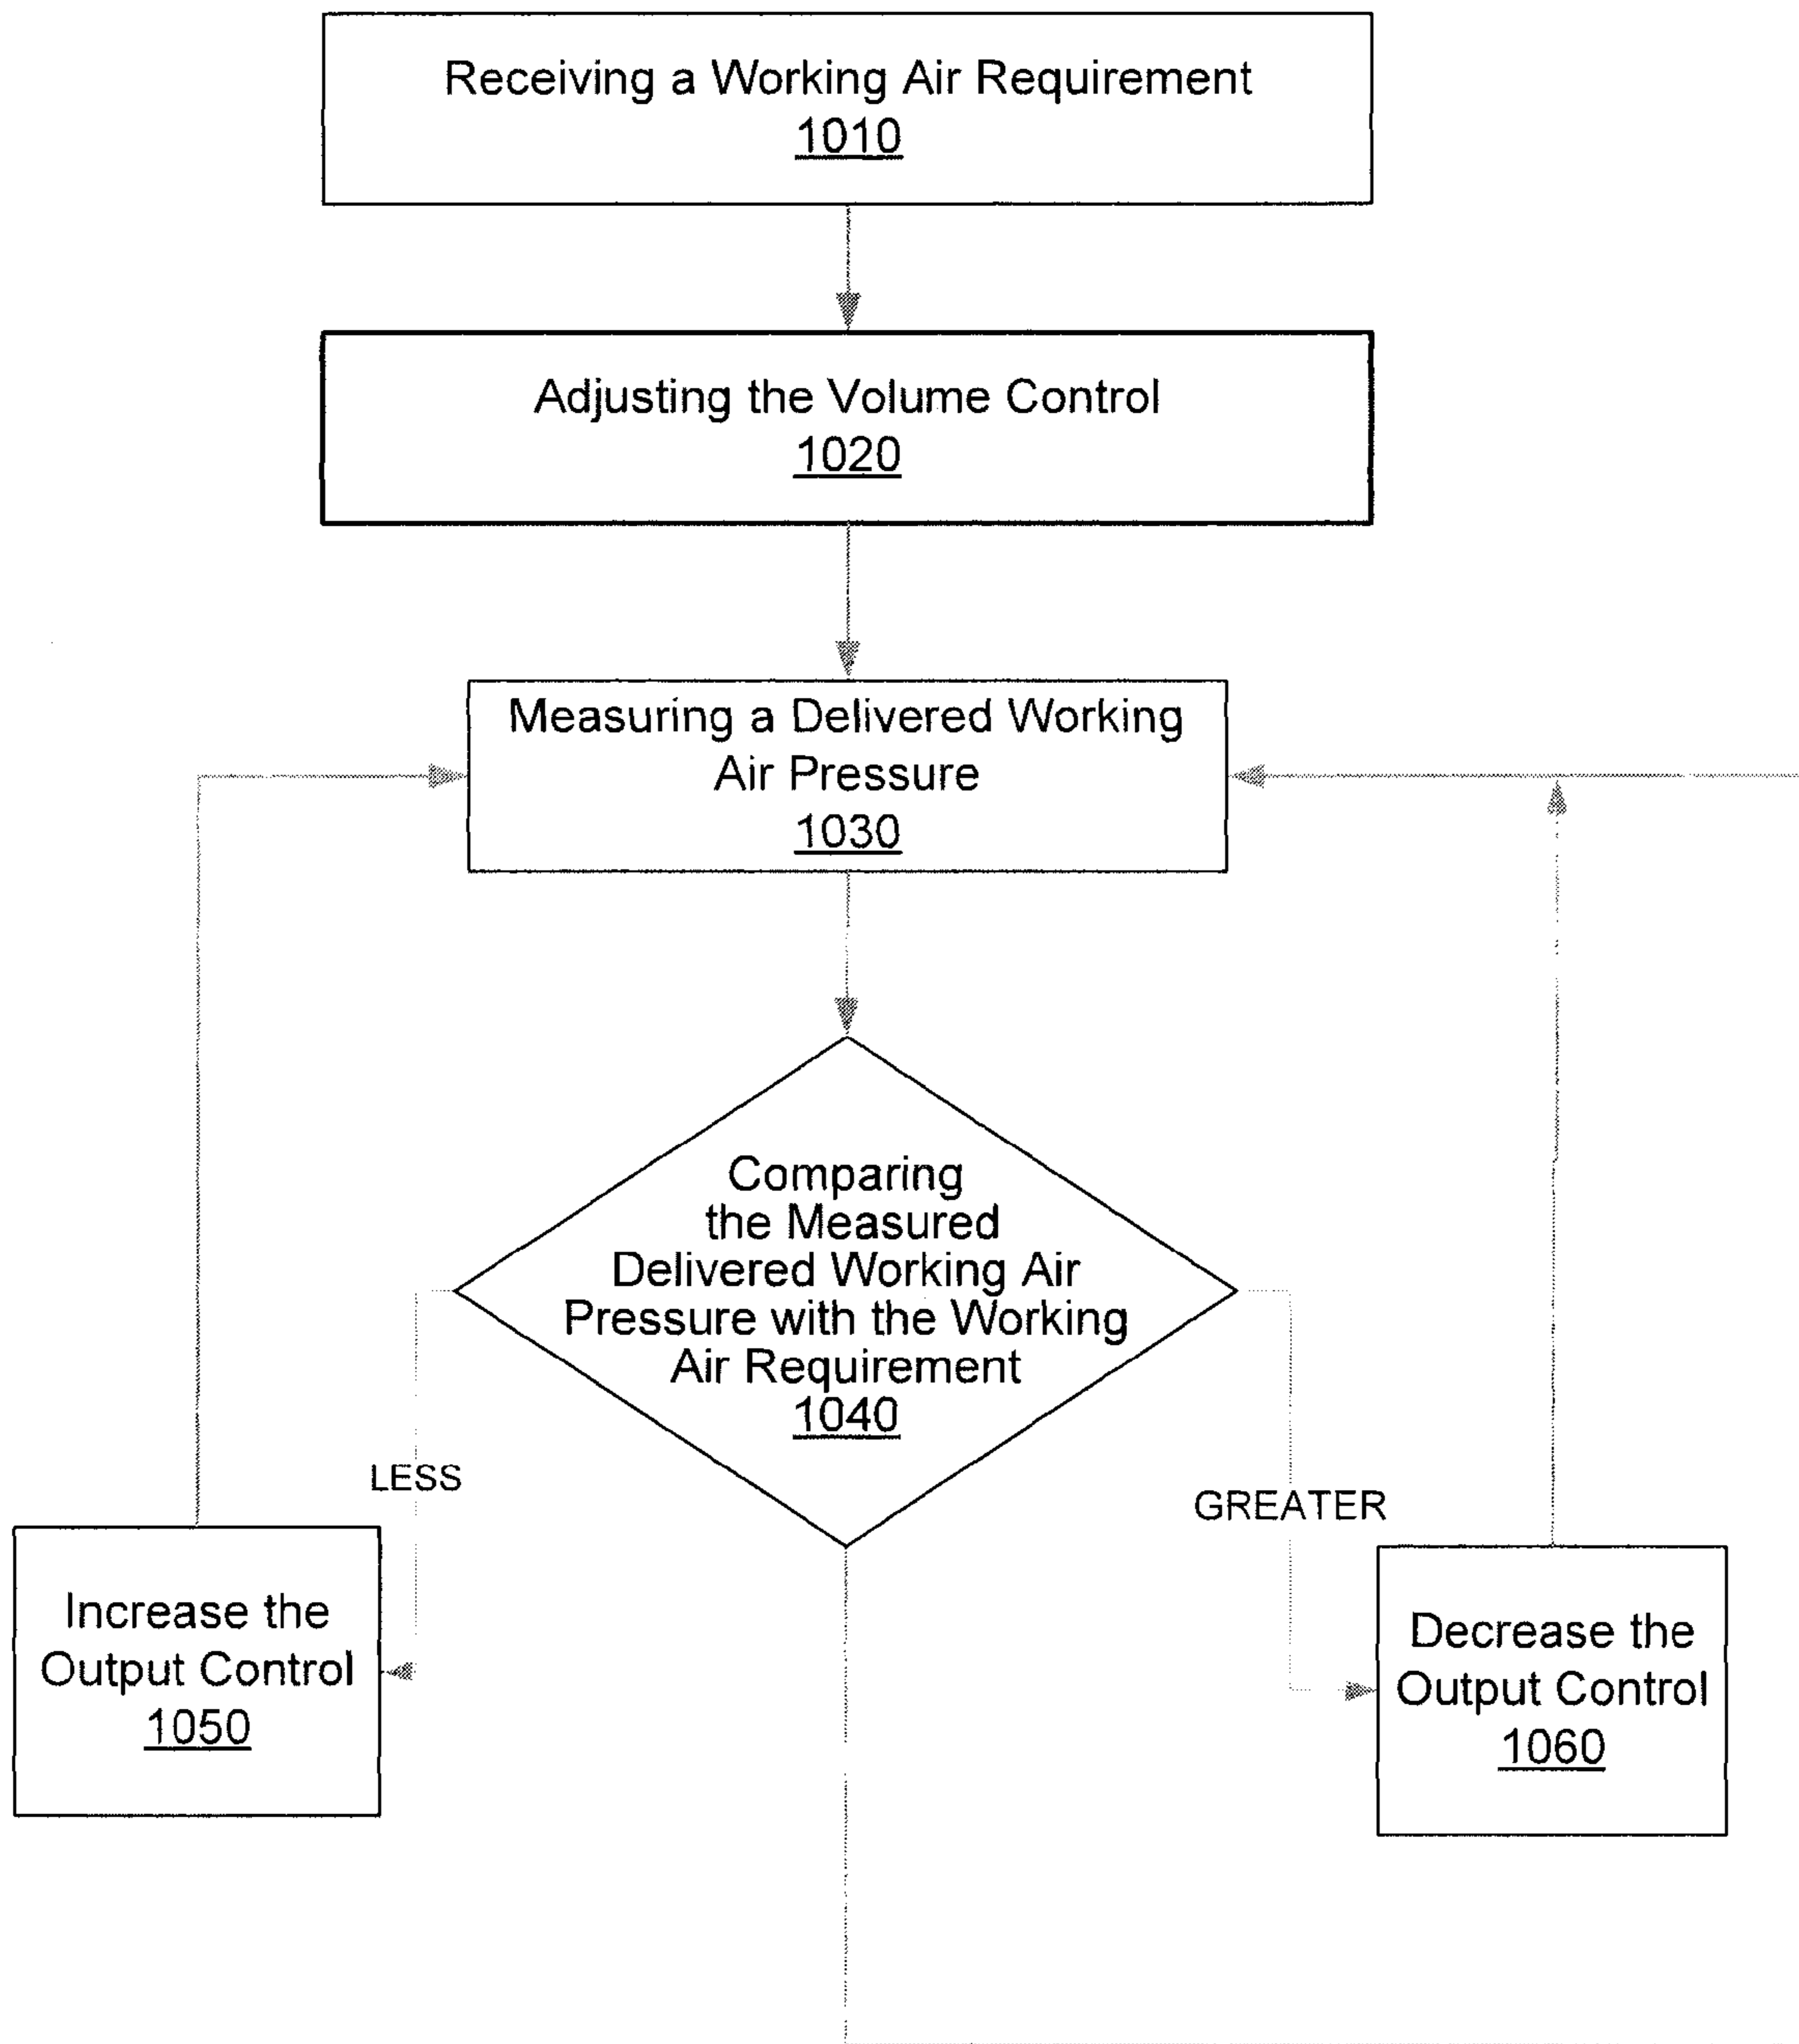 Receiving a Working Air Requirement
1010
Adjusting the Volume Control
1020
Measuring a Delivered Working
Air Pressure
1030
Comparing
the Measured
Delivered Working Air
Pressure with the Working
Air Requirement
1040
LESS
GREATER
Increase the
Output Control
1050
Decrease the
Output Control
1060